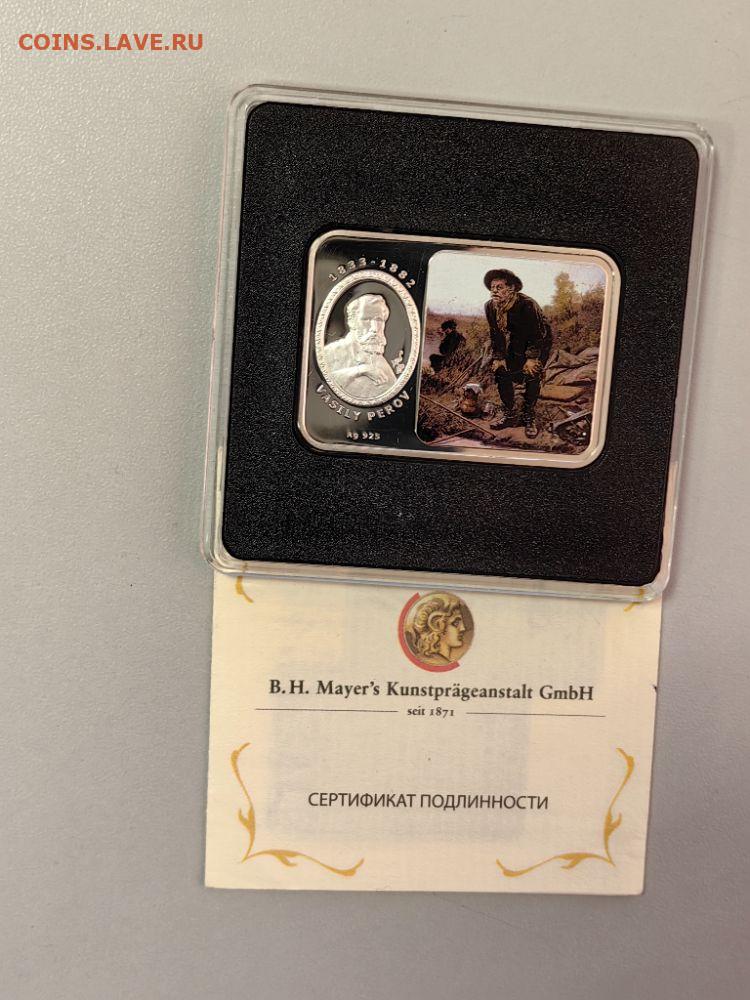 COINS.LAVE.RU
1833-1882
VASILY PEROV
Ag 925
B. H. Mayer's Kunstprägeanstalt GmbH
seit 1871
СЕРТИФИКАТ ПОДЛИННОСТИ